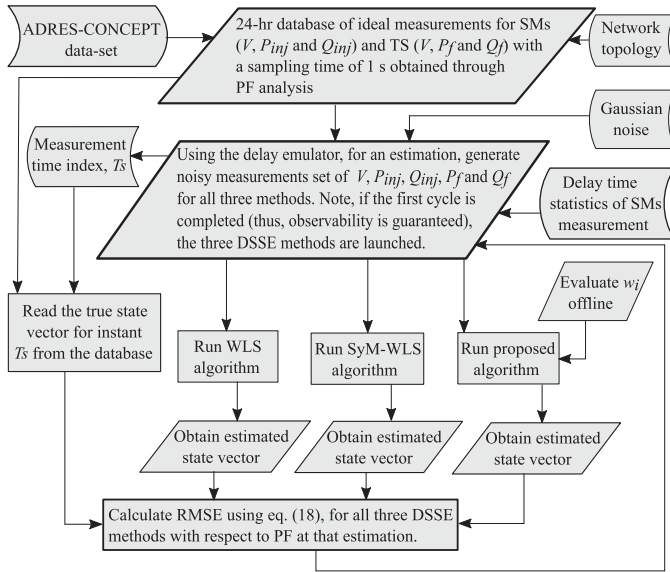 ADRES-CONCEPT
data-set
24-hr database of ideal measurements for SMs
(V, Pinj and Qinj) and TS (V, Pf and Qf) with
a sampling time of 1 s obtained through
PF analysis
Network
topology
Gaussian
noise
Measurement
time index, Ts
Using the delay emulator, for an estimation, generate
noisy measurements set of V, Pinj, Qinj, Pf and Qf
for all three methods. Note, if the first cycle is
completed (thus, observability is guaranteed),
the three DSSE methods are launched.
Delay time
statistics of SMs
measurement
Evaluate wi
offline
Read the true state
vector for instant
Ts from the database
Run WLS
algorithm
Run SyM-WLS
algorithm
Run proposed
algorithm
Obtain estimated
state vector
Obtain estimated
state vector
Obtain estimated
state vector
Calculate RMSE using eq. (18), for all three DSSE
methods with respect to PF at that estimation.